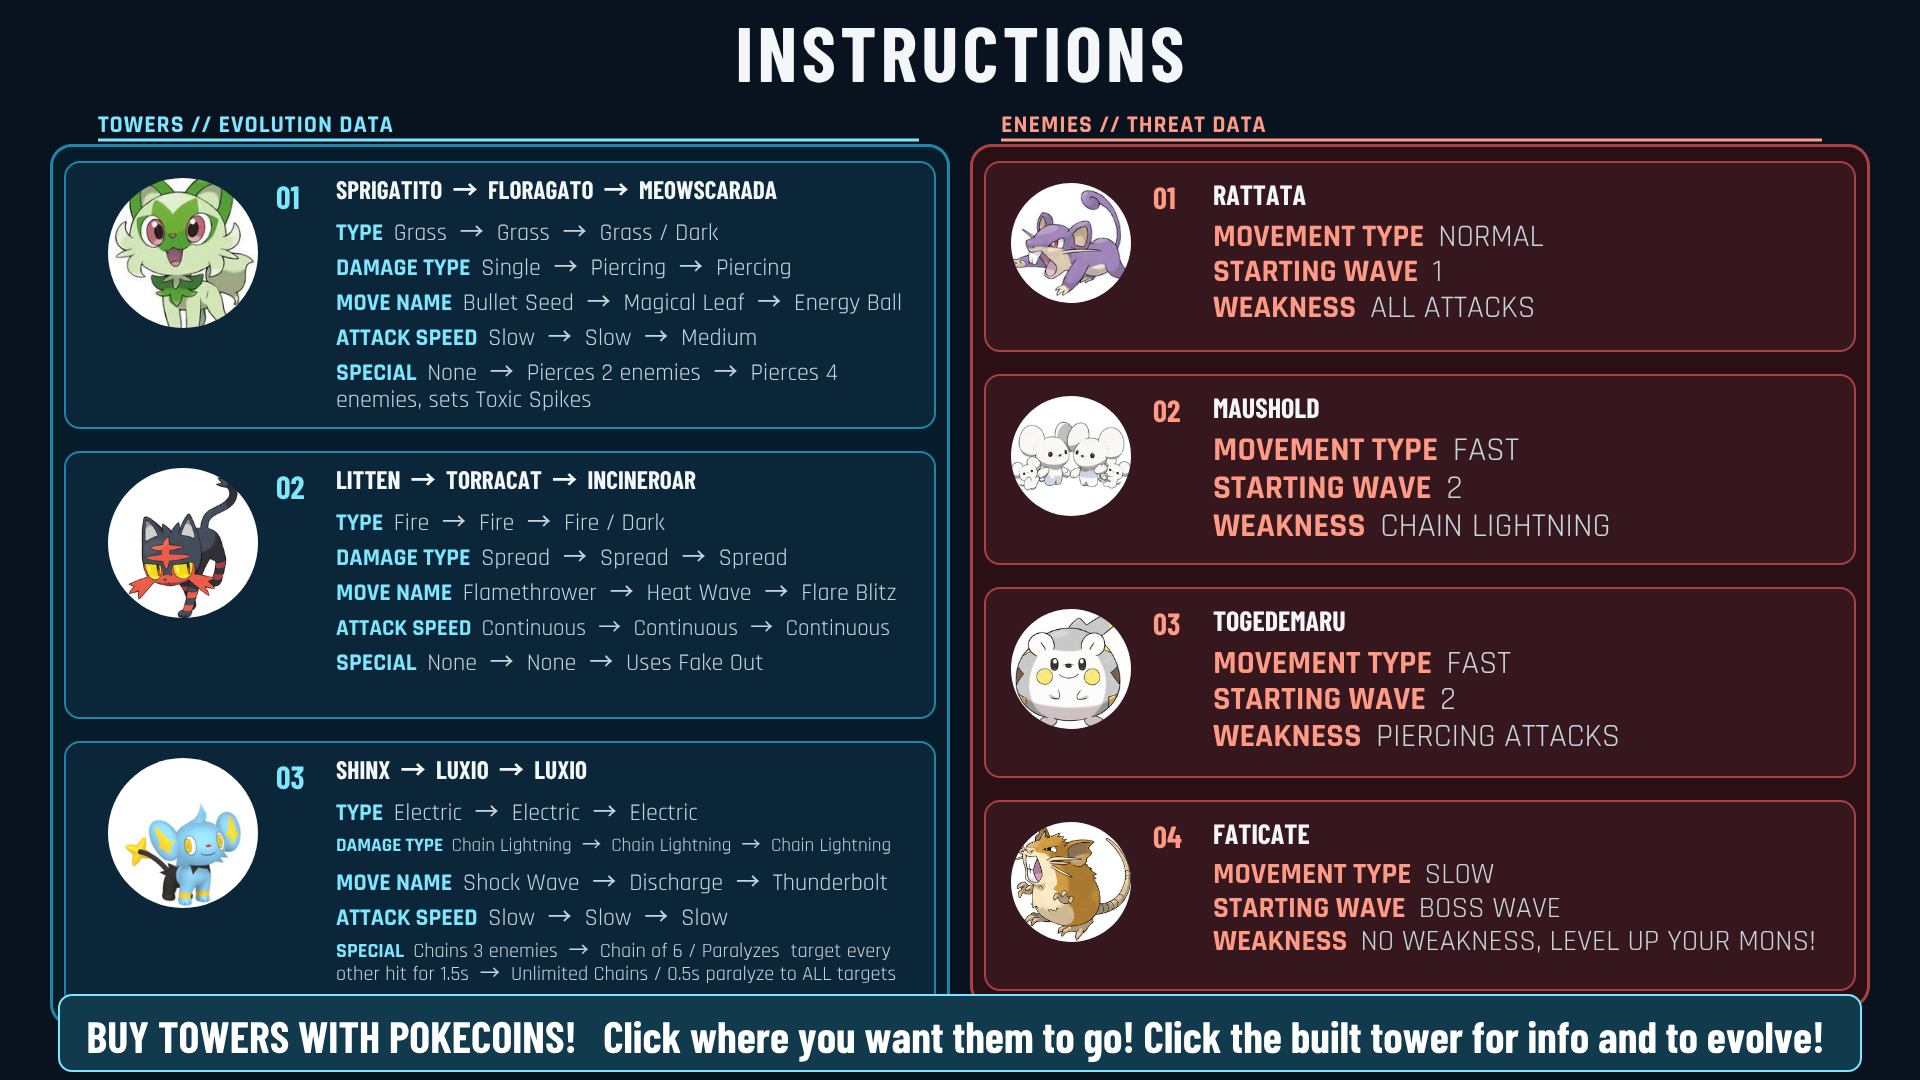 INSTRUCTIONS
TOWERS // EVOLUTION DATA
01
SPRIGATITO → FLORAGATO → MEOWSCARADA
TYPE Grass → Grass → Grass / Dark
DAMAGE TYPE Single → Piercing → Piercing
MOVE NAME Bullet Seed → Magical Leaf → Energy Ball
ATTACK SPEED Slow → Slow → Medium
SPECIAL None → Pierces 2 enemies → Pierces 4
enemies, sets Toxic Spikes
02
LITTEN → TORRACAT → INCINEROAR
TYPE Fire → Fire → Fire / Dark
DAMAGE TYPE Spread → Spread → Spread
MOVE NAME Flamethrower → Heat Wave → Flare Blitz
ATTACK SPEED Continuous → Continuous → Continuous
SPECIAL None → None → Uses Fake Out
03
SHINX → LUXIO → LUXIO
TYPE Electric → Electric → Electric
DAMAGE TYPE Chain Lightning → Chain Lightning → Chain Lightning
MOVE NAME Shock Wave → Discharge → Thunderbolt
ATTACK SPEED Slow → Slow → Slow
SPECIAL Chains 3 enemies → Chain of 6 / Paralyzes target every
other hit for 1.5s → Unlimited Chains / 0.5s paralyze to ALL targets
ENEMIES // THREAT DATA
01
RATTATA
MOVEMENT TYPE NORMAL
STARTING WAVE 1
WEAKNESS ALL ATTACKS
02
MAUSHOLD
MOVEMENT TYPE FAST
STARTING WAVE 2
WEAKNESS CHAIN LIGHTNING
03
TOGEDEMARU
MOVEMENT TYPE FAST
STARTING WAVE 2
WEAKNESS PIERCING ATTACKS
04
FATICATE
MOVEMENT TYPE SLOW
STARTING WAVE BOSS WAVE
WEAKNESS NO WEAKNESS, LEVEL UP YOUR MONS!
BUY TOWERS WITH POKECOINS! Click where you want them to go! Click the built tower for info and to evolve!